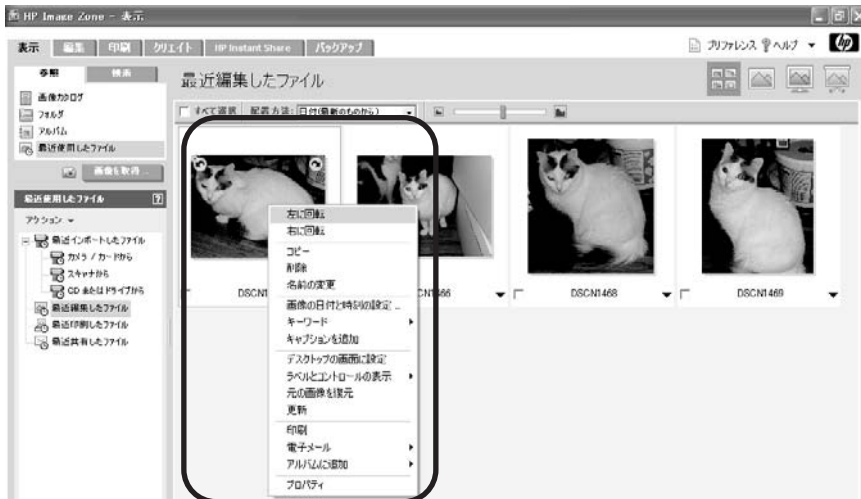 HP Image Zone - 表示
表示 編集 印刷 クリエイト HP Instant Share バックアップ
プリファレンス ヘルプ
hp
参照 検索
画像カタログ
フォルダ
アルバム
最近使用したファイル
画像を取得...
最近使用したファイル ?
アクション
最近インポートしたファイル
カメラ / カードから
スキャナから
CD またはドライブから
最近編集したファイル
最近印刷したファイル
最近共有したファイル
最近編集したファイル
すべて選択 配置方法: 日付(最新のものから)
左に回転
右に回転
コピー
削除
名前の変更
画像の日付と時刻の設定...
キーワード
キャプションを追加
デスクトップの画面に設定
ラベルとコントロールの表示
元の画像を復元
更新
印刷
電子メール
アルバムに追加
プロパティ
DSCN1468
DSCN1469